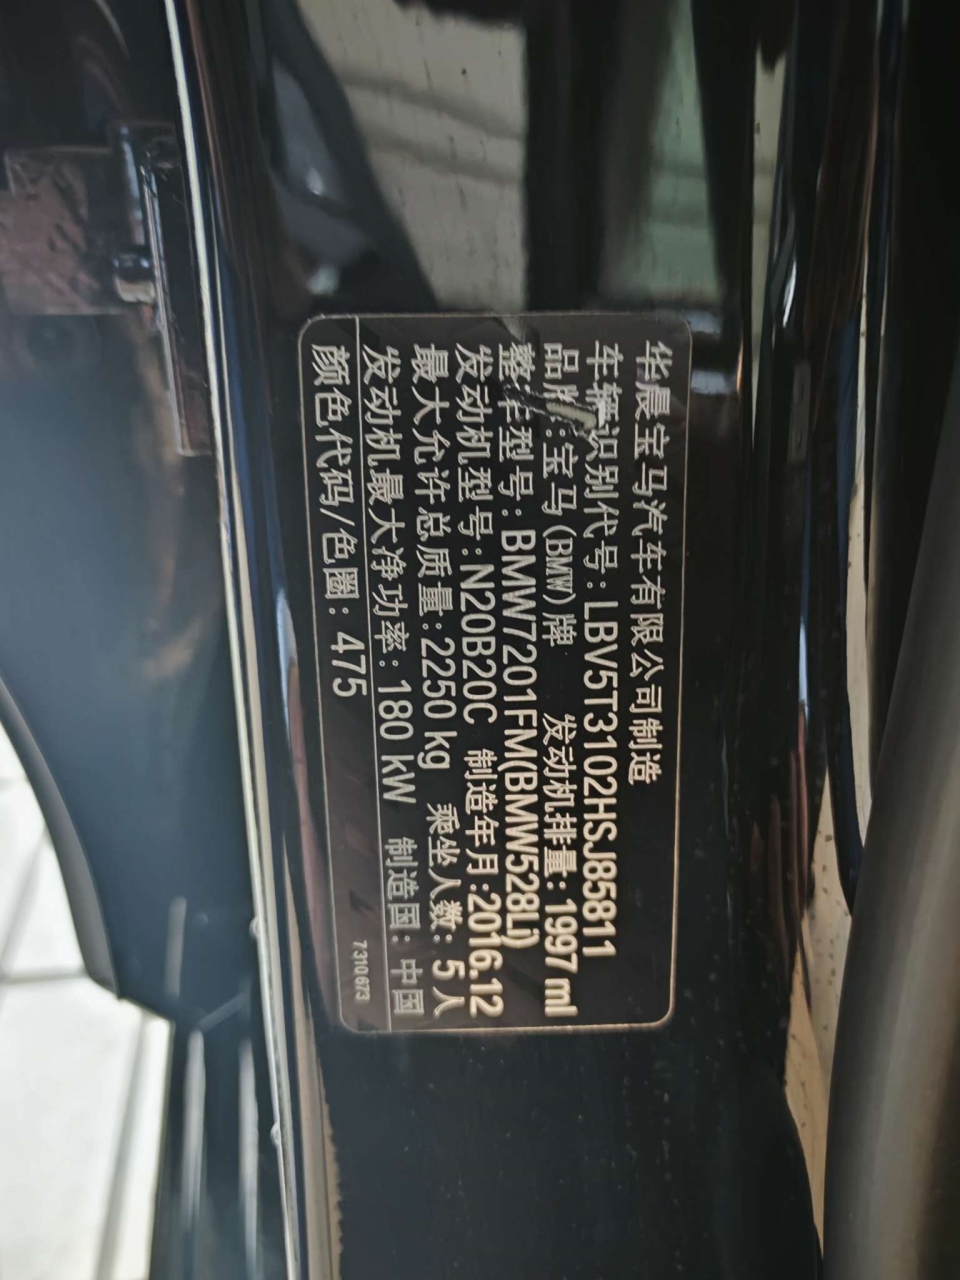 华晨宝马汽车有限公司制造
车辆识别代号:LBV5T3102HSJ85811
品牌:宝马(BMW)牌 发动机排量:1997 ml
整车型号:BMW7201FM(BMW528Li)
发动机型号:N20B20C 制造年月:2016.12
最大允许总质量:2250 kg 乘坐人数:5人
发动机最大净功率:180 kW 制造国:中国
颜色代码/色圈:475 7310673